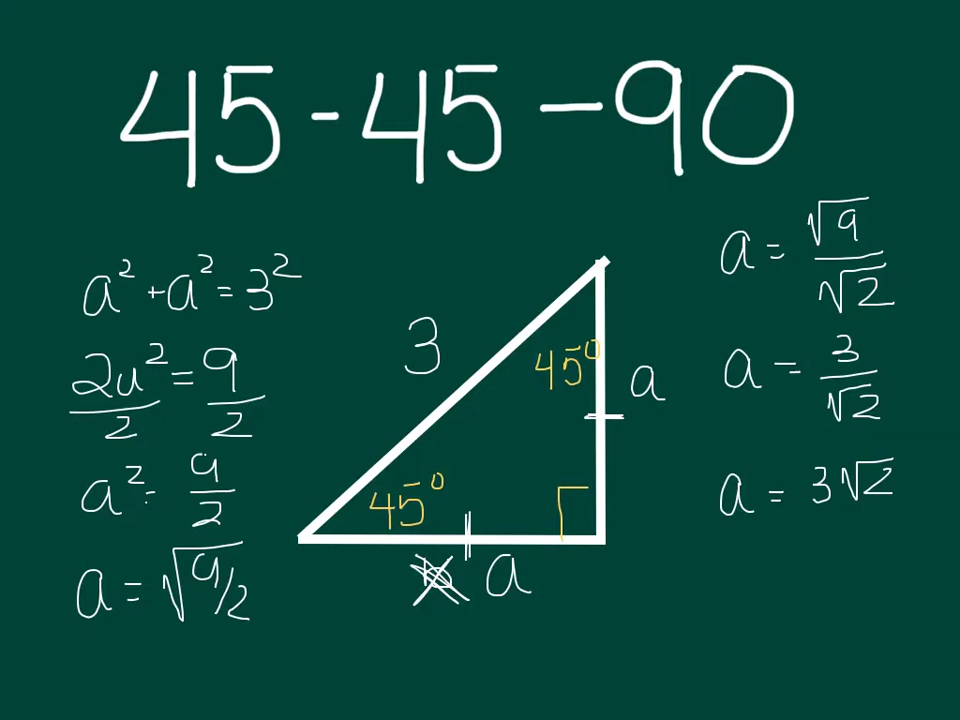 45 - 45 - 90
a² + a² = 3²
2a²/2 = 9/2
a² = 9/2
a = √9/2
3
45°
a
45°
a
a = √9/√2
a = 3/√2
a = 3√2